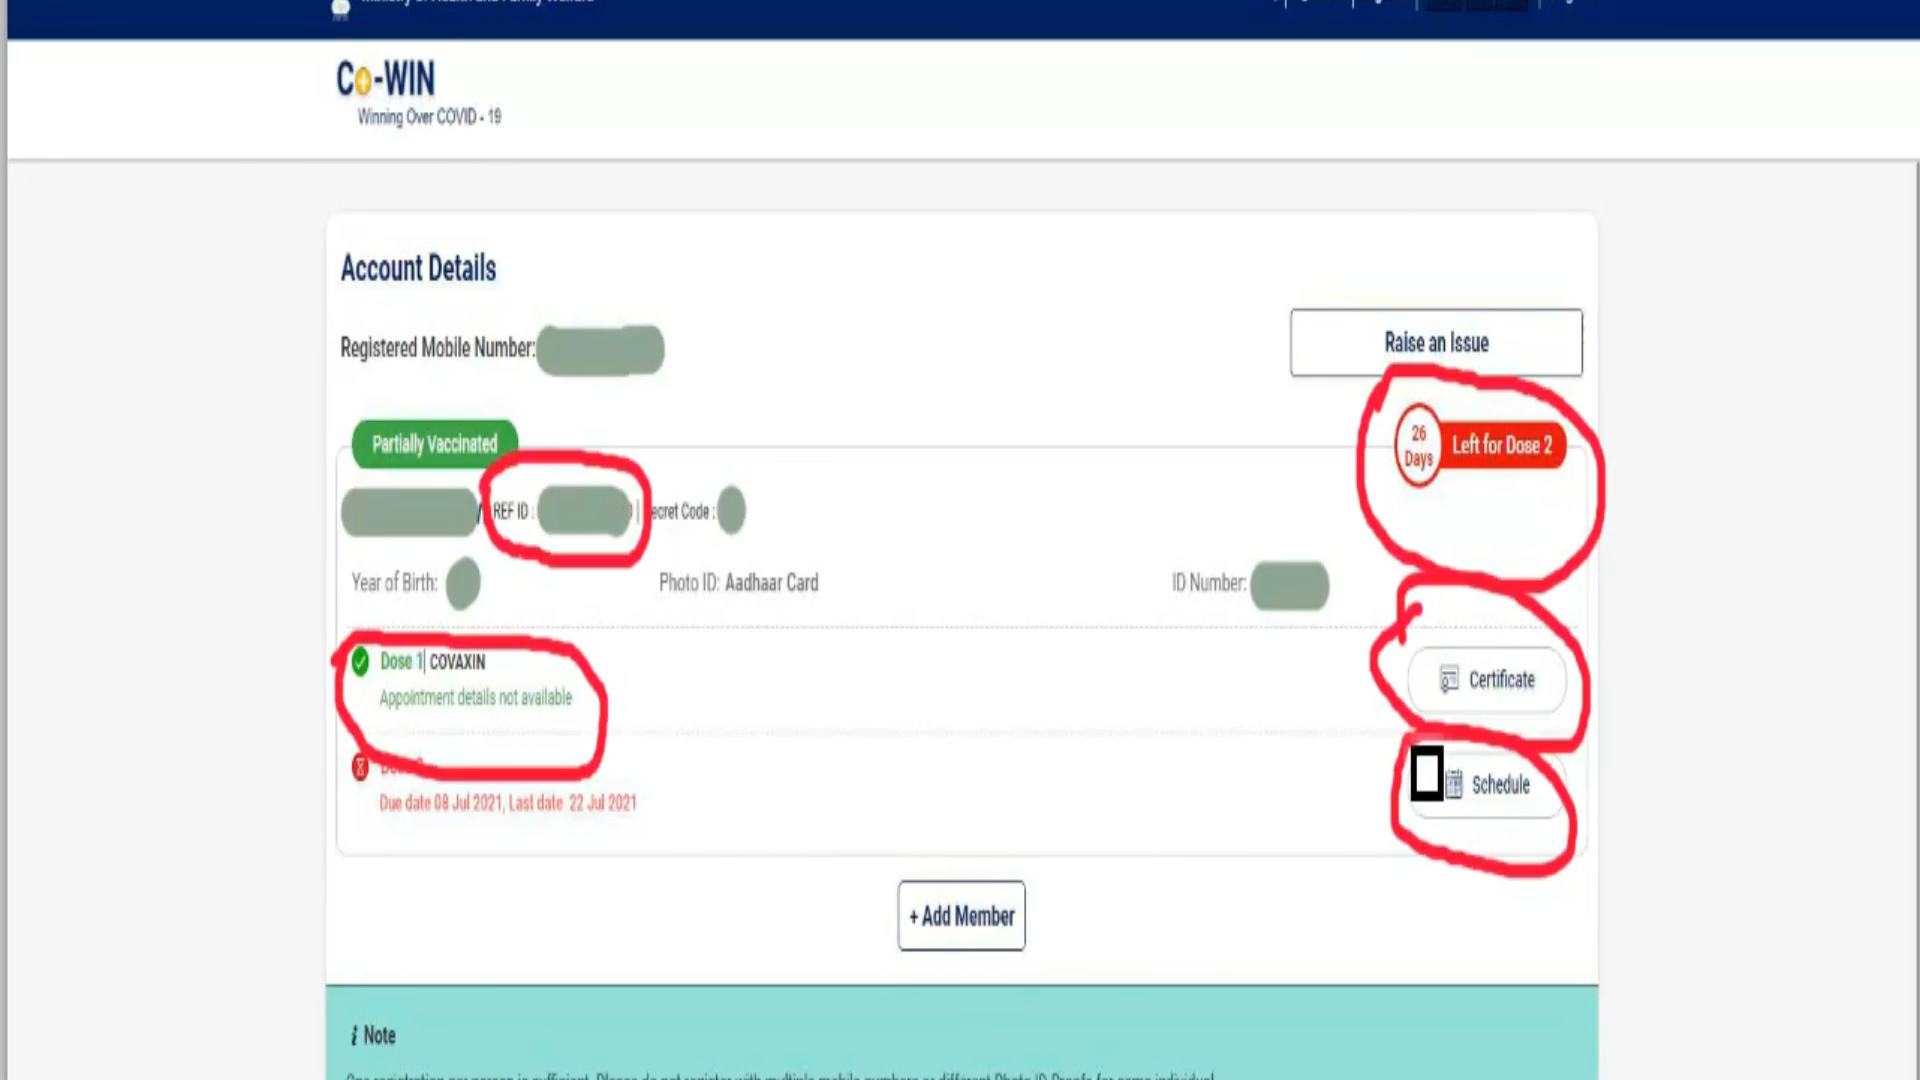 Co-WIN
Winning Over COVID - 19
Account Details
Registered Mobile Number:
Raise an Issue
Partially Vaccinated
26 Days Left for Dose 2
REF ID : | ecret Code :
Year of Birth: Photo ID: Aadhaar Card ID Number:
Dose 1| COVAXIN
Appointment details not available
Certificate
Due date 08 Jul 2021, Last date 22 Jul 2021
Schedule
+ Add Member
i Note